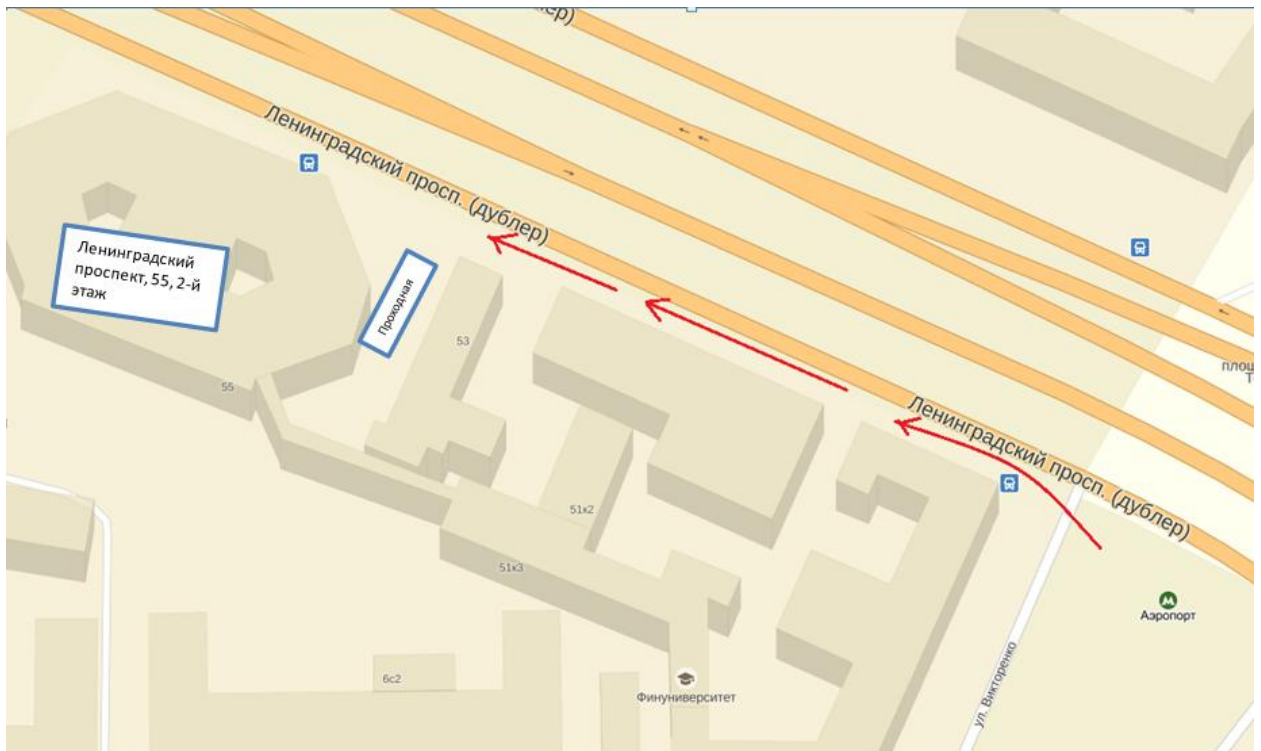 ер)
Ленинградский просп. (дублер)
Ленинградский
проспект, 55, 2-й
этаж
Проходная
53
55
площ
Т
Ленинградский просп. (дублер)
51к2
51к3
Аэропорт
ул. Викторенко
6с2
Финуниверситет